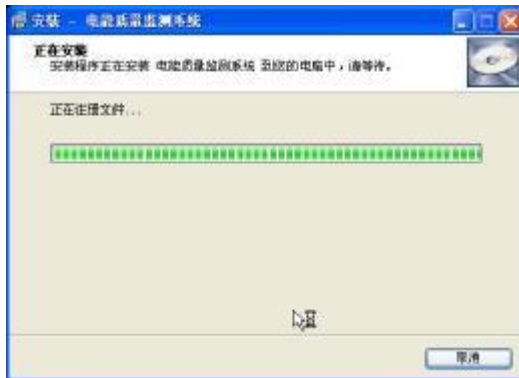 安装 - 电能质量监测系统
正在安装
安装程序正在安装 电能质量监测系统 到您的电脑中，请等待。
正在注册文件...
取消